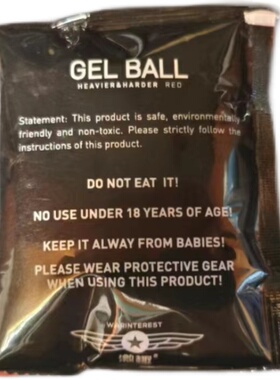 GEL BALL
HEAVIER&HARDER RED
Statement: This product is safe, environmentally
friendly and non-toxic. Please strictly follow the
instructions of this product.
DO NOT EAT IT!
NO USE UNDER 18 YEARS OF AGE!
KEEP IT ALWAY FROM BABIES!
PLEASE WEAR PROTECTIVE GEAR
WHEN USING THIS PRODUCT!
WARINTEREST